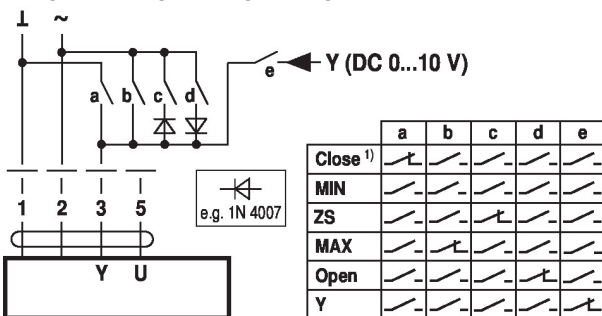 ⊥ ~
e Y (DC 0...10 V)
a b c d
1 2 3 5
e.g. 1N 4007
Y U
a b c d e
Close 1)
MIN
ZS
MAX
Open
Y